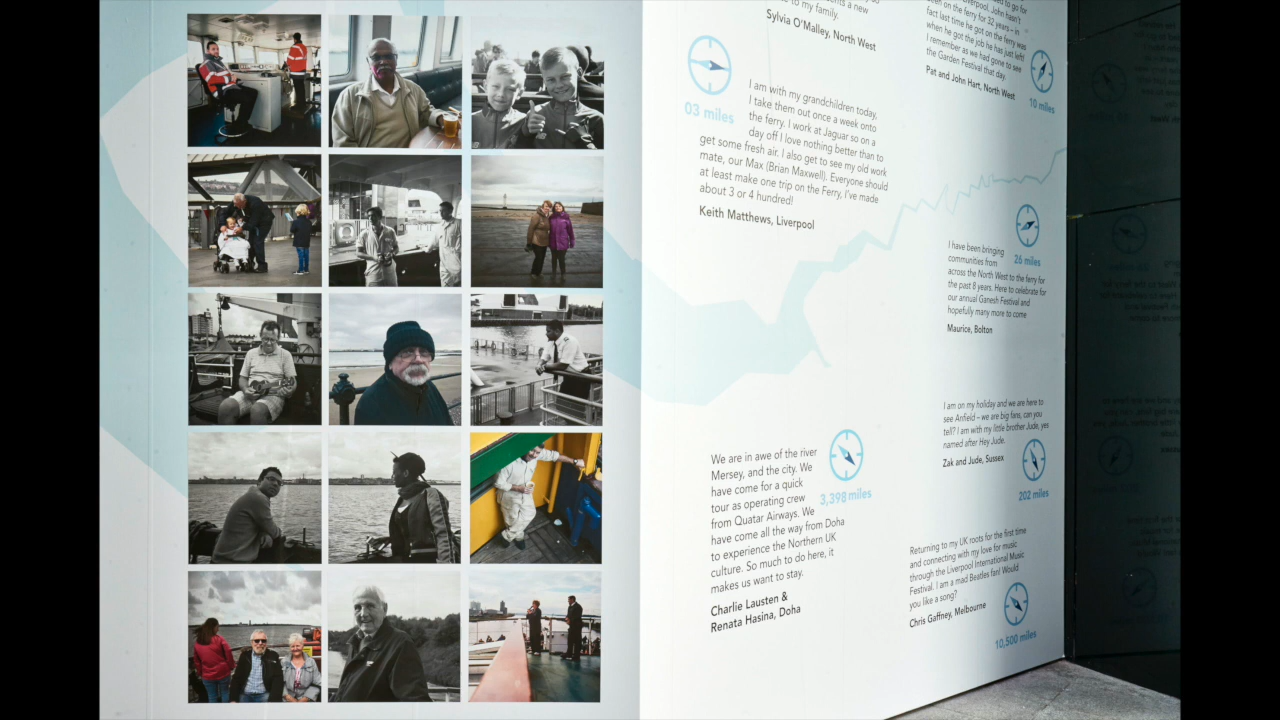 to my family.
Sylvia O'Malley, North West
03 miles
I am with my grandchildren today,
I take them out once a week onto
the ferry. I work at Jaguar so on a
day off I love nothing better than to
get some fresh air. I also get to see my old work
mate, our Max (Brian Maxwell). Everyone should
at least make one trip on the Ferry, I've made
about 3 or 4 hundred!
Keith Matthews, Liverpool
We are in awe of the river
Mersey, and the city. We
have come for a quick
tour as operating crew
from Quatar Airways. We
have come all the way from Doha
to experience the Northern UK
culture. So much to do here, it
makes us want to stay.
Charlie Lausten &
Renata Hasina, Doha
3,398 miles
Liverpool. John hasn't
been on the ferry for 32 years – in
fact last time he got on the ferry was
when he got the job he has just left!
I remember as we had gone to see
the Garden Festival that day.
Pat and John Hart, North West
10 miles
I have been bringing
communities from
across the North West to the ferry for
the past 8 years. Here to celebrate for
our annual Ganesh Festival and
hopefully many more to come
Maurice, Bolton
26 miles
I am on my holiday and we are here to
see Anfield – we are big fans, can you
tell? I am with my little brother Jude, yes
named after Hey Jude.
Zak and Jude, Sussex
202 miles
Returning to my UK roots for the first time
and connecting with my love for music
through the Liverpool International Music
Festival. I am a mad Beatles fan! Would
you like a song?
Chris Gaffney, Melbourne
10,500 miles